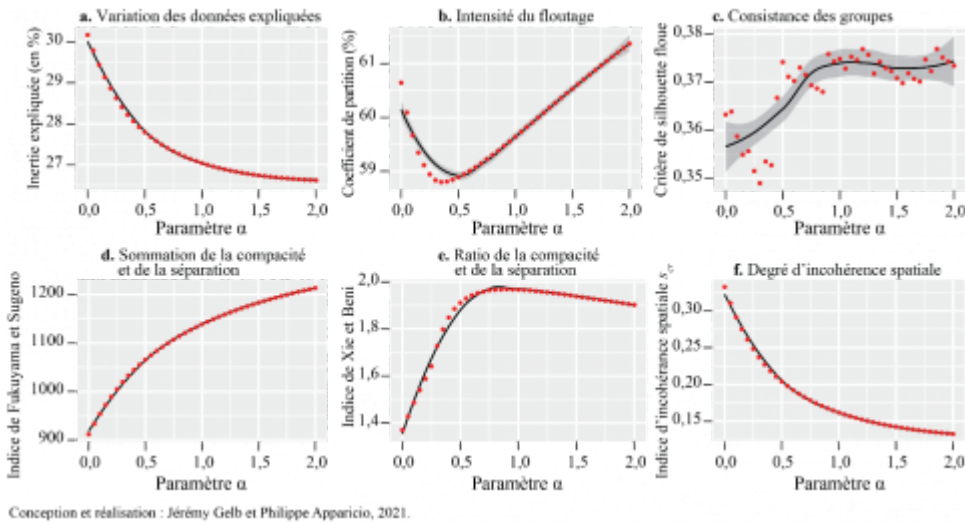 a. Variation des données expliquées
Inertie expliquée (en %)
30
29
28
27
0,0 0,5 1,0 1,5 2,0
Paramètre α
b. Intensité du floutage
Coefficient de partition (%)
61
60
59
0,0 0,5 1,0 1,5 2,0
Paramètre α
c. Consistance des groupes
Critère de silhouette floue
0,38
0,37
0,36
0,35
0,0 0,5 1,0 1,5 2,0
Paramètre α
d. Sommation de la compacité
et de la séparation
Indice de Fukuyama et Sugeno
1200
1100
1000
900
0,0 0,5 1,0 1,5 2,0
Paramètre α
e. Ratio de la compacité
et de la séparation
Indice de Xie et Beni
2,0
1,8
1,6
1,4
0,0 0,5 1,0 1,5 2,0
Paramètre α
f. Degré d’incohérence spatiale
Indice d’incohérance spatiale
0,30
0,25
0,20
0,15
0,0 0,5 1,0 1,5 2,0
Paramètre α
Conception et réalisation : Jérémy Gelb et Philippe Apparicio, 2021.